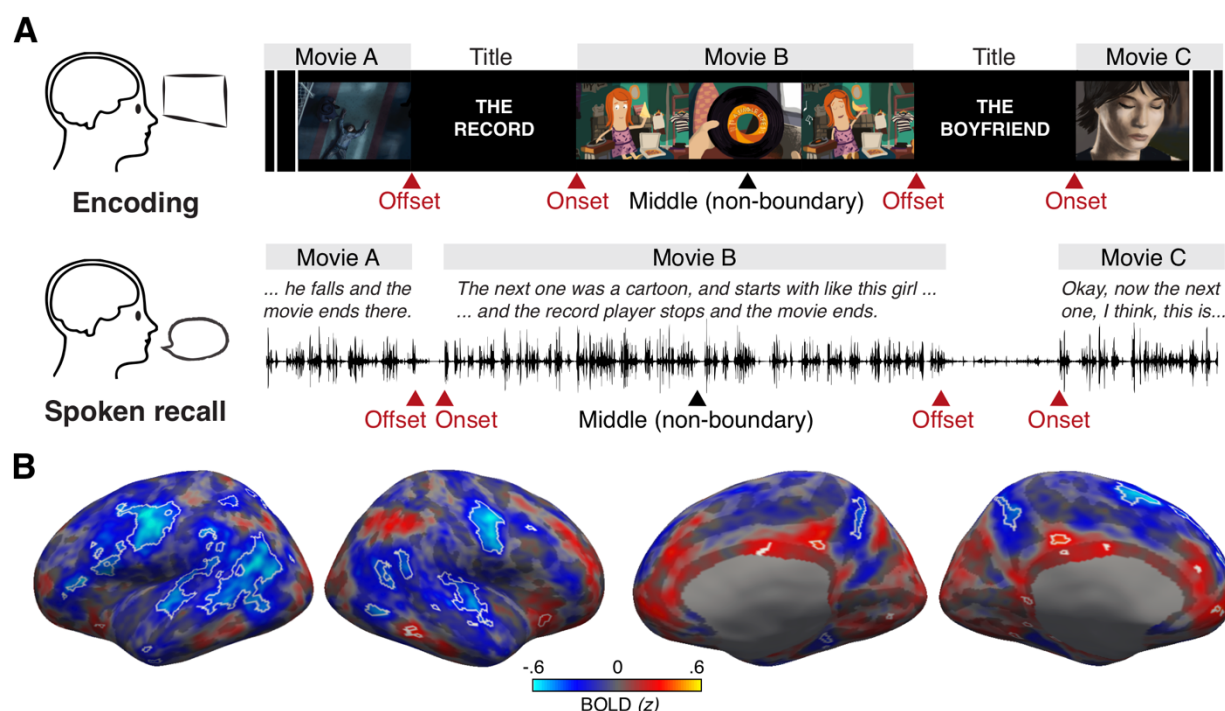 A
Movie A
Title
Movie B
Title
Movie C
THE
RECORD
THE
BOYFRIEND
Encoding
Offset
Onset
Middle (non-boundary)
Offset
Onset
Movie A
Movie B
Movie C
... he falls and the
movie ends there.
The next one was a cartoon, and starts with like this girl ...
... and the record player stops and the movie ends.
Okay, now the next
one, I think, this is...
Spoken recall
Offset
Onset
Middle (non-boundary)
Offset
Onset
B
-.6 0 .6
BOLD (z)